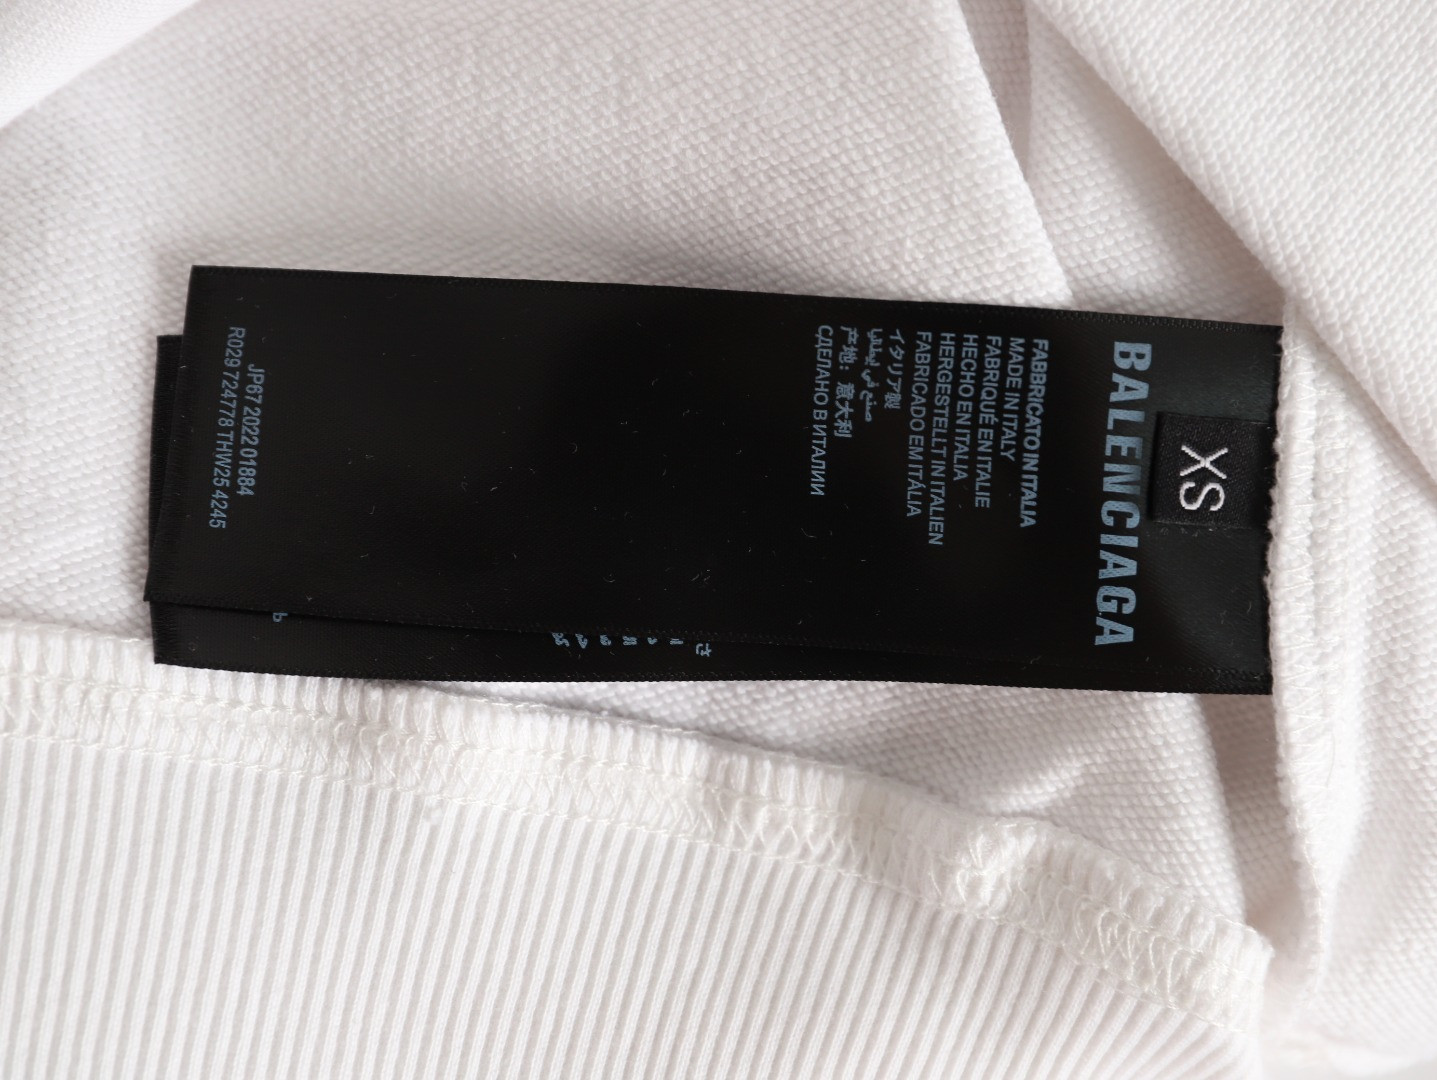 XS
BALENCIAGA
FABBRICATO IN ITALIA
MADE IN ITALY
FABRIQUÉ EN ITALIE
HECHO EN ITALIA
HERGESTELLT IN ITALIEN
FABRICADO EM ITÁLIA
イタリア製
صنع في إيطاليا
产地：意大利
СДЕЛАНО В ИТАЛИИ
JP67 2022 01884
R029 724778 THW25 4245